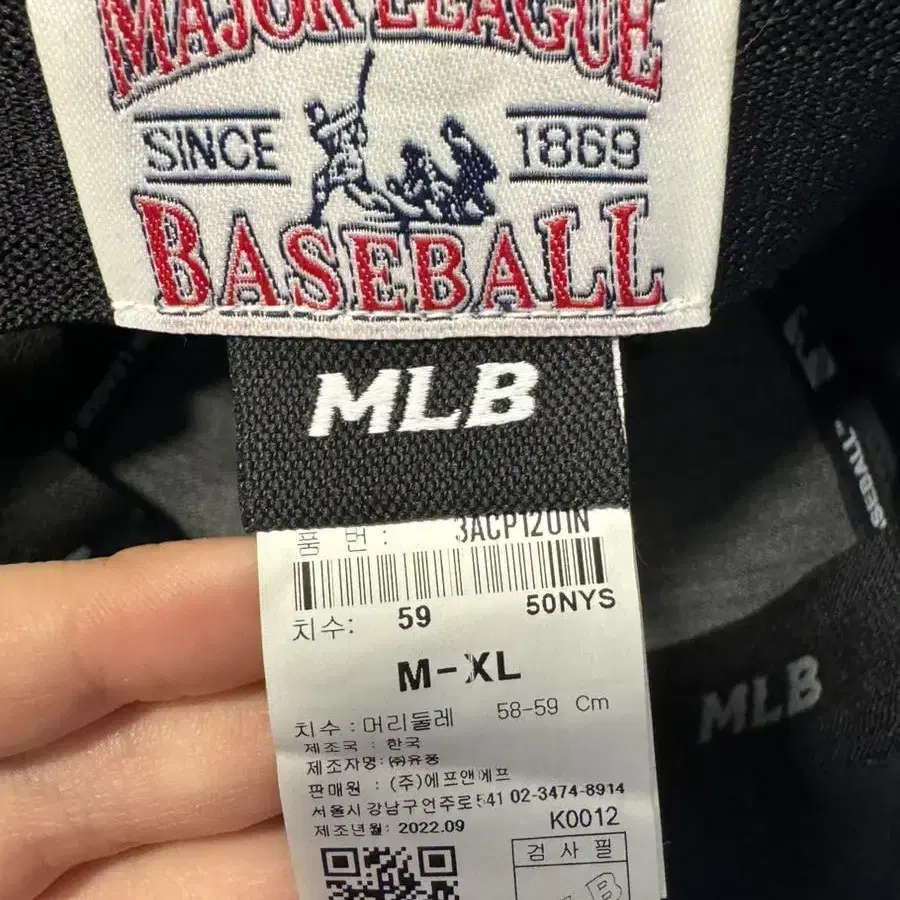 MAJOR LEAGUE
SINCE 1869
BASEBALL
MLB
품 번 : 3ACP1201N
치수: 59 50NYS
M-XL
치수 : 머리둘레 58-59 Cm
제조국 : 한국
제조자명: ㈜유풍
판매원 : (주)에프앤에프
서울시 강남구언주로541 02-3474-8914
제조년월: 2022.09 K0012
검 사 필
MLB